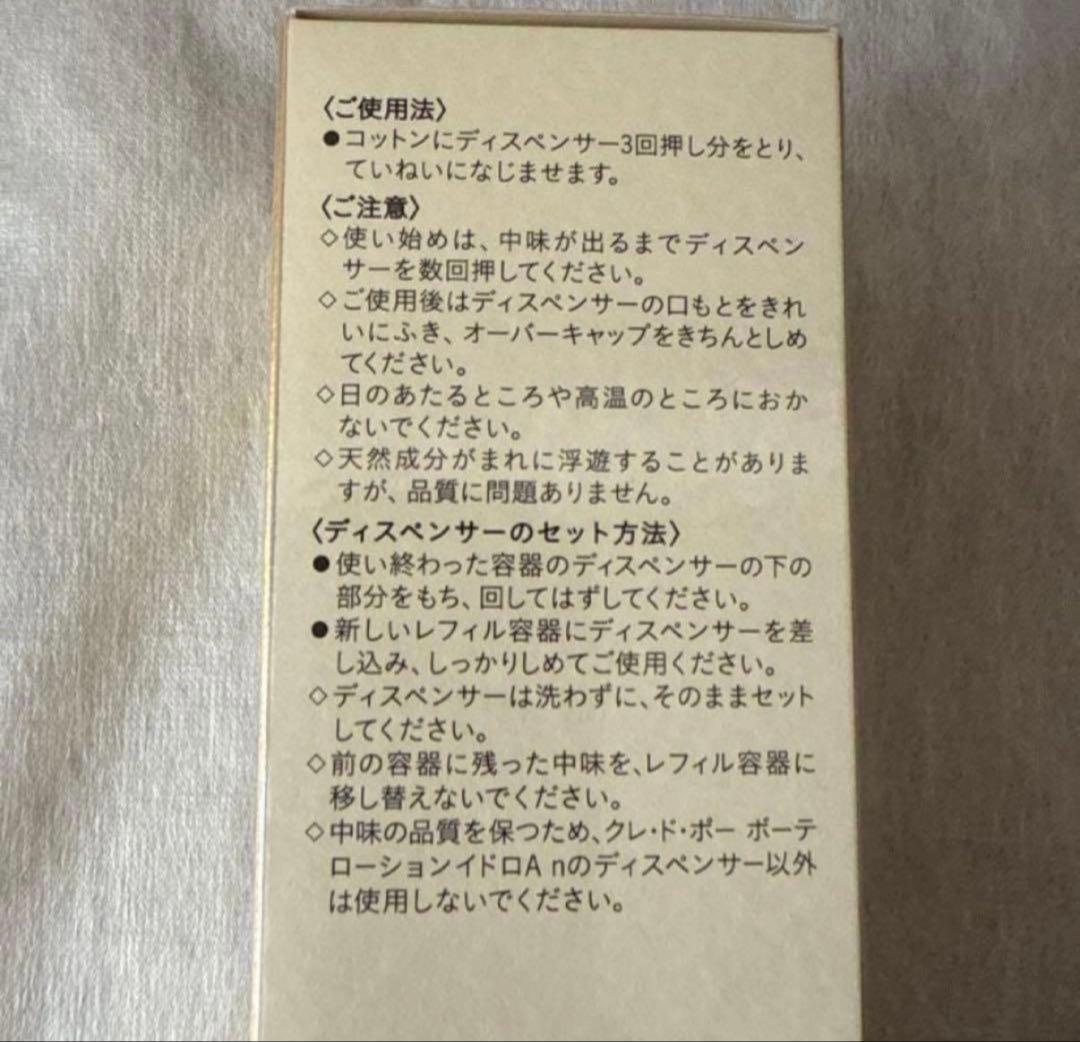 〈ご使用法〉
●コットンにディスペンサー3回押し分をとり、
ていねいになじませます。
〈ご注意〉
◇使い始めは、中味が出るまでディスペン
サーを数回押してください。
◇ご使用後はディスペンサーの口もとをきれ
いにふき、オーバーキャップをきちんとしめ
てください。
◇日のあたるところや高温のところにおか
ないでください。
◇天然成分がまれに浮遊することがありま
すが、品質に問題ありません。
〈ディスペンサーのセット方法〉
●使い終わった容器のディスペンサーの下の
部分をもち、回してはずしてください。
●新しいレフィル容器にディスペンサーを差
し込み、しっかりしめてご使用ください。
◇ディスペンサーは洗わずに、そのままセット
してください。
◇前の容器に残った中味を、レフィル容器に
移し替えないでください。
◇中味の品質を保つため、クレ・ド・ポー ボーテ
ローションイドロA nのディスペンサー以外
は使用しないでください。